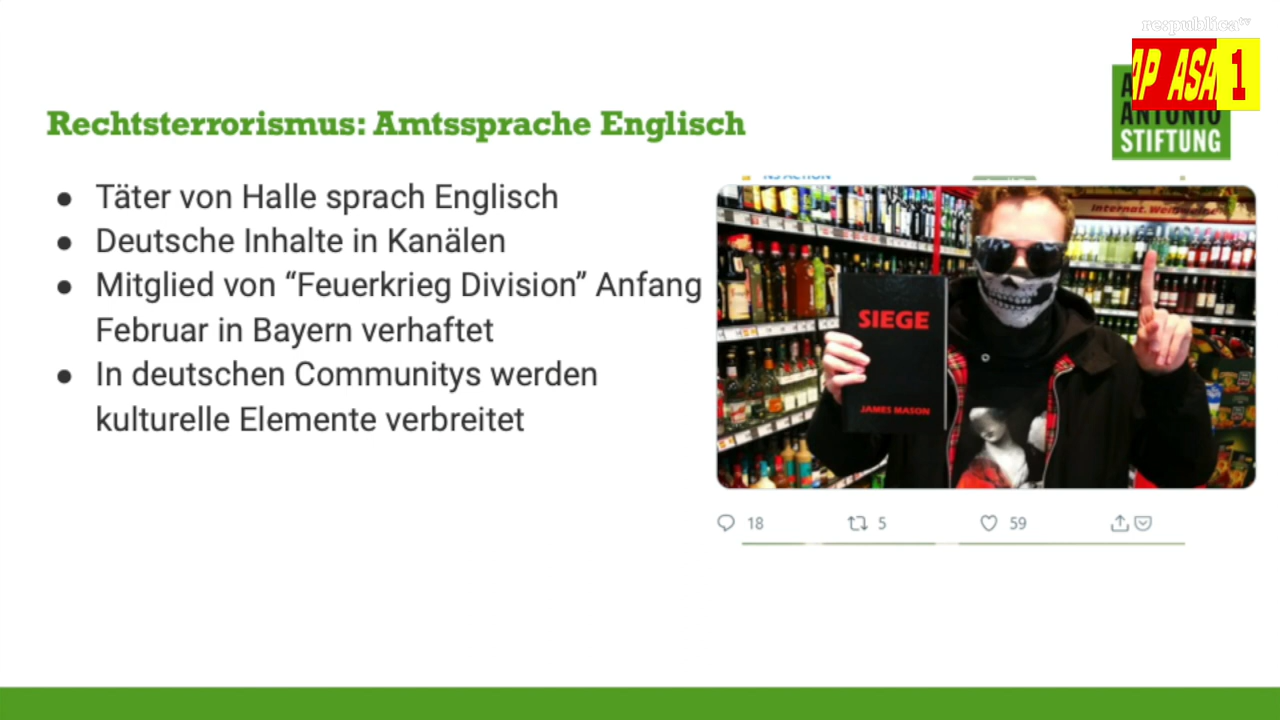 respublica tv
AP ASA 1
ANTONIO
STIFTUNG
Rechtsterrorismus: Amtssprache Englisch
● Täter von Halle sprach Englisch
● Deutsche Inhalte in Kanälen
● Mitglied von “Feuerkrieg Division” Anfang
Februar in Bayern verhaftet
● In deutschen Communitys werden
kulturelle Elemente verbreitet
SIEGE
JAMES MASON
18 5 59